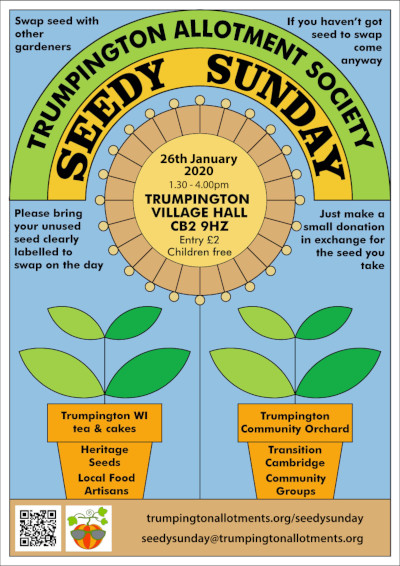 Swap seed with
other
gardeners
If you haven't got
seed to swap
come
anyway
TRUMPINGTON ALLOTMENT SOCIETY
SEEDY SUNDAY
26th January
2020
1.30 - 4.00pm
TRUMPINGTON
VILLAGE HALL
CB2 9HZ
Entry £2
Children free
Please bring
your unused
seed clearly
labelled to
swap on the day
Just make a
small donation
in exchange for
the seed you
take
Trumpington WI
tea & cakes
Heritage
Seeds
Local Food
Artisans
Trumpington
Community Orchard
Transition
Cambridge
Community
Groups
trumpingtonallotments.org/seedysunday
seedysunday@trumpingtonallotments.org